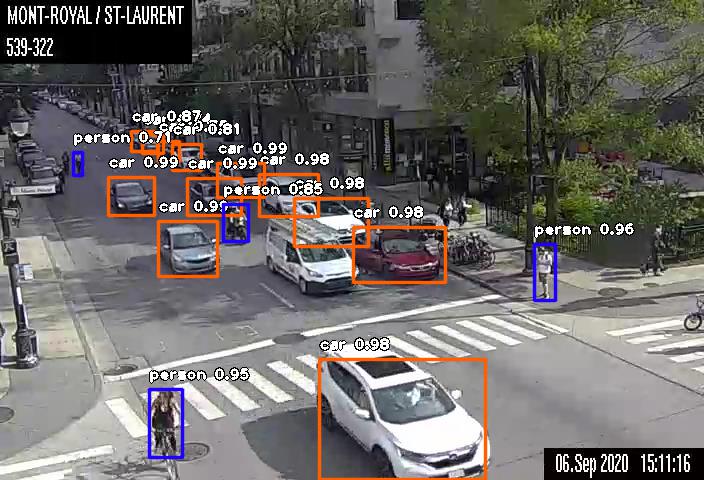 MONT-ROYAL / ST-LAURENT
539-322
car 0.87
car 0.81
person 0.71
car 0.99
car 0.99
car 0.99
car 0.98
person 0.85
0.98
car 0.99
car 0.98
person 0.96
car 0.98
person 0.95
06.Sep 2020 15:11:16